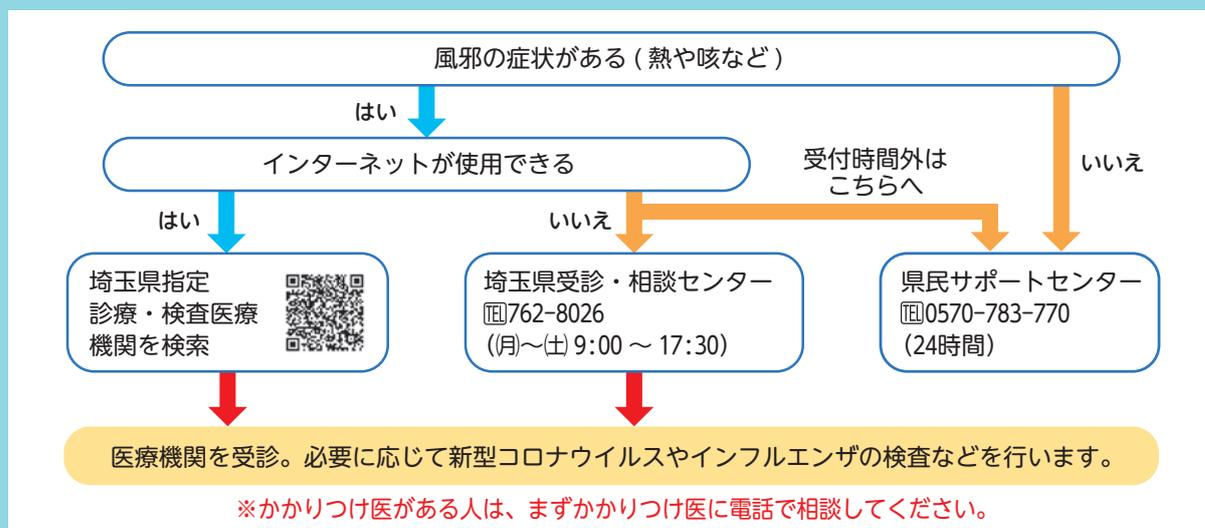 風邪の症状がある ( 熱や咳など )
はい
いいえ
インターネットが使用できる
受付時間外は
こちらへ
はい
いいえ
埼玉県指定
診療・検査医療
機関を検索
埼玉県受診・相談センター
℡762-8026
(㈪～㈯ 9:00 ～ 17:30)
県民サポートセンター
℡0570-783-770
(24時間)
医療機関を受診。必要に応じて新型コロナウイルスやインフルエンザの検査などを行います。
※かかりつけ医がある人は、まずかかりつけ医に電話で相談してください。